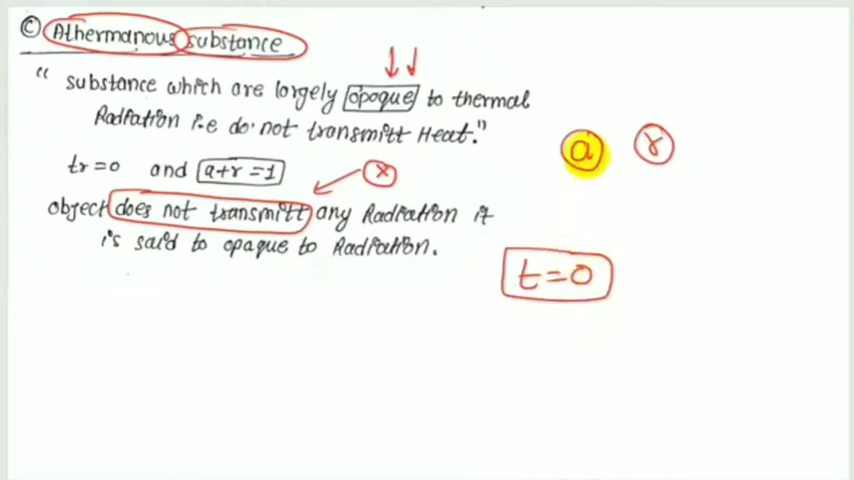 © Athermanous substance
" substance which are largely opaque to thermal
Radiation i.e do not transmitt Heat."
tr=0 and a+r=1
x
object does not transmitt any Radiation it
is said to opaque to Radiation.
a r
t=0